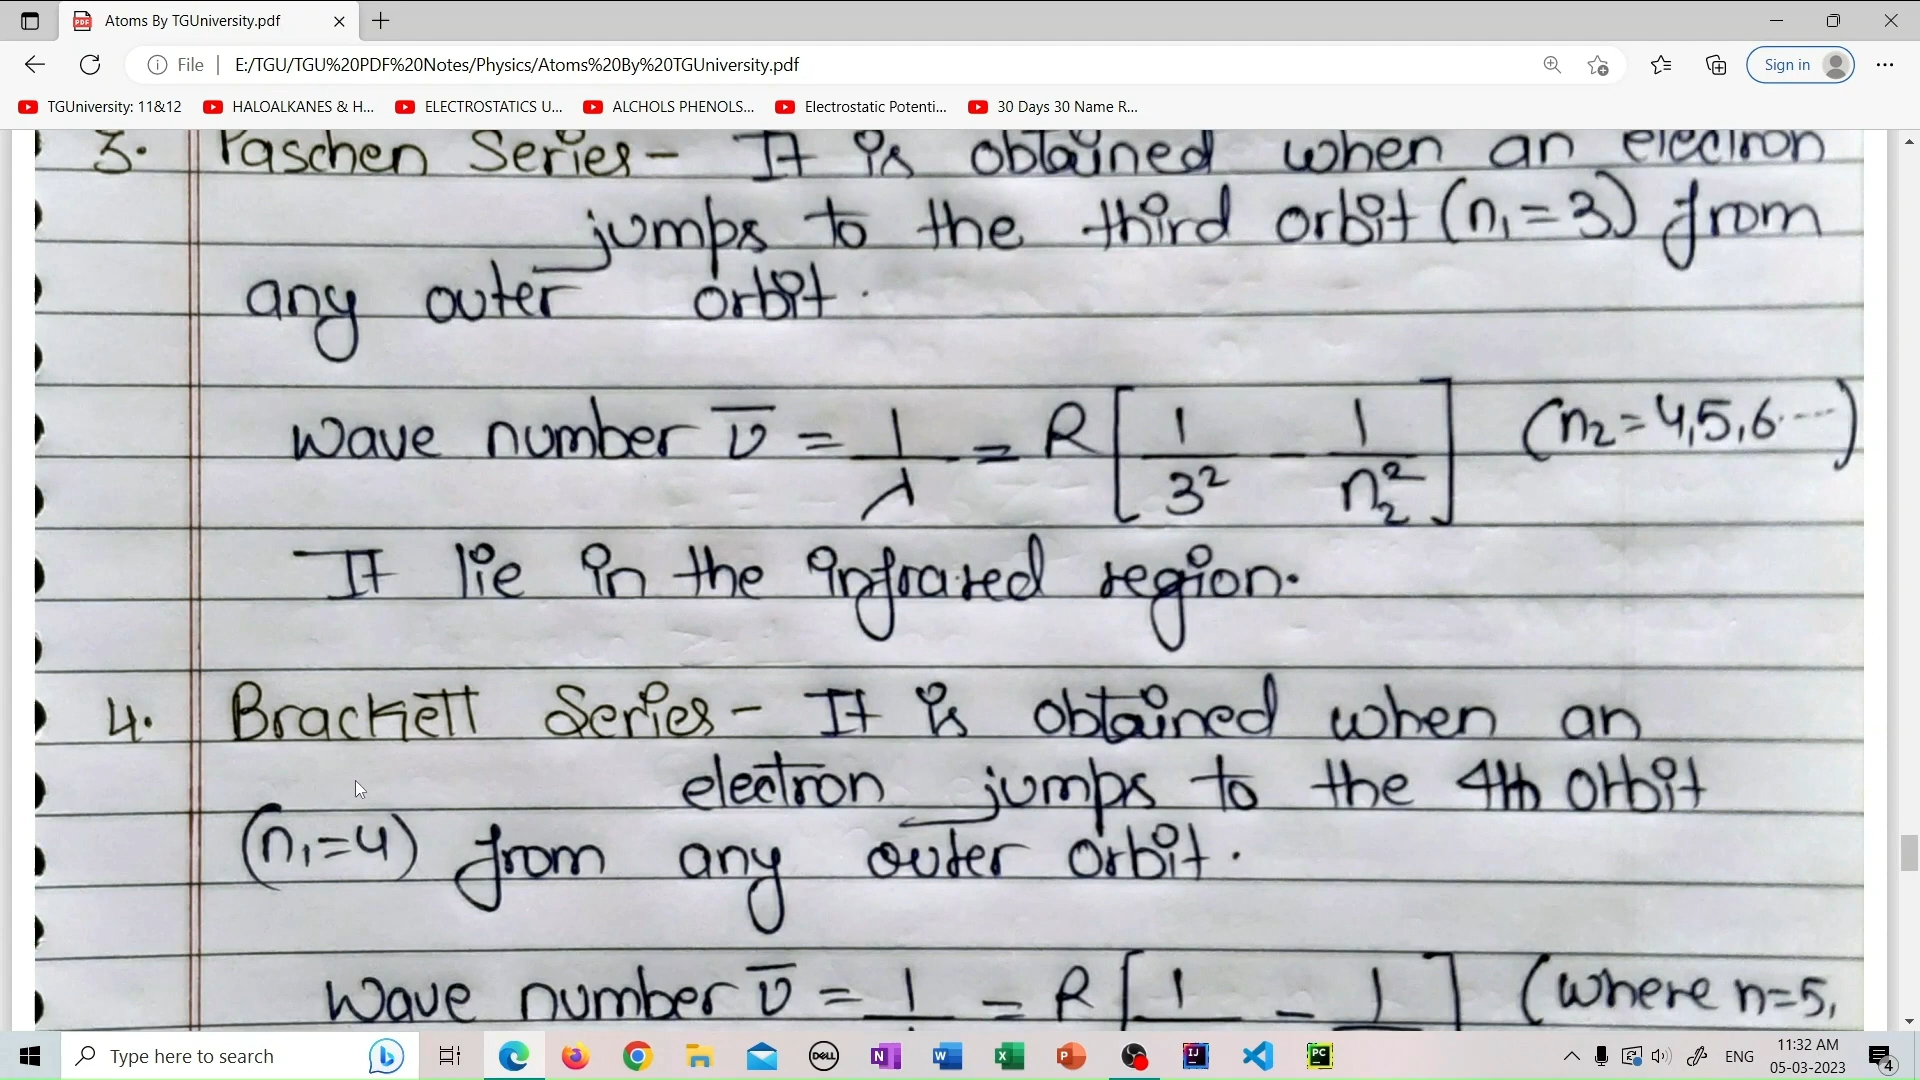 Atoms By TGUniversity.pdf
File | E:/TGU/TGU%20PDF%20Notes/Physics/Atoms%20By%20TGUniversity.pdf
Sign in
TGUniversity: 11&12 HALOALKANES & H... ELECTROSTATICS U... ALCHOLS PHENOLS... Electrostatic Potenti... 30 Days 30 Name R...
3. Paschen Series - It is obtained when an electron
jumps to the third orbit (n₁ = 3) from
any outer orbit.
Wave number ν̅ = 1/λ = R [1/3² - 1/n₂²] (n₂ = 4,5,6...)
It lie in the infrared region.
4. Brackett Series - It is obtained when an
electron jumps to the 4th orbit
(n₁=4) from any outer orbit.
Wave number ν̅ = 1 = R [1 - 1] (where n=5,
Type here to search
DELL
ENG
11:32 AM
05-03-2023
4